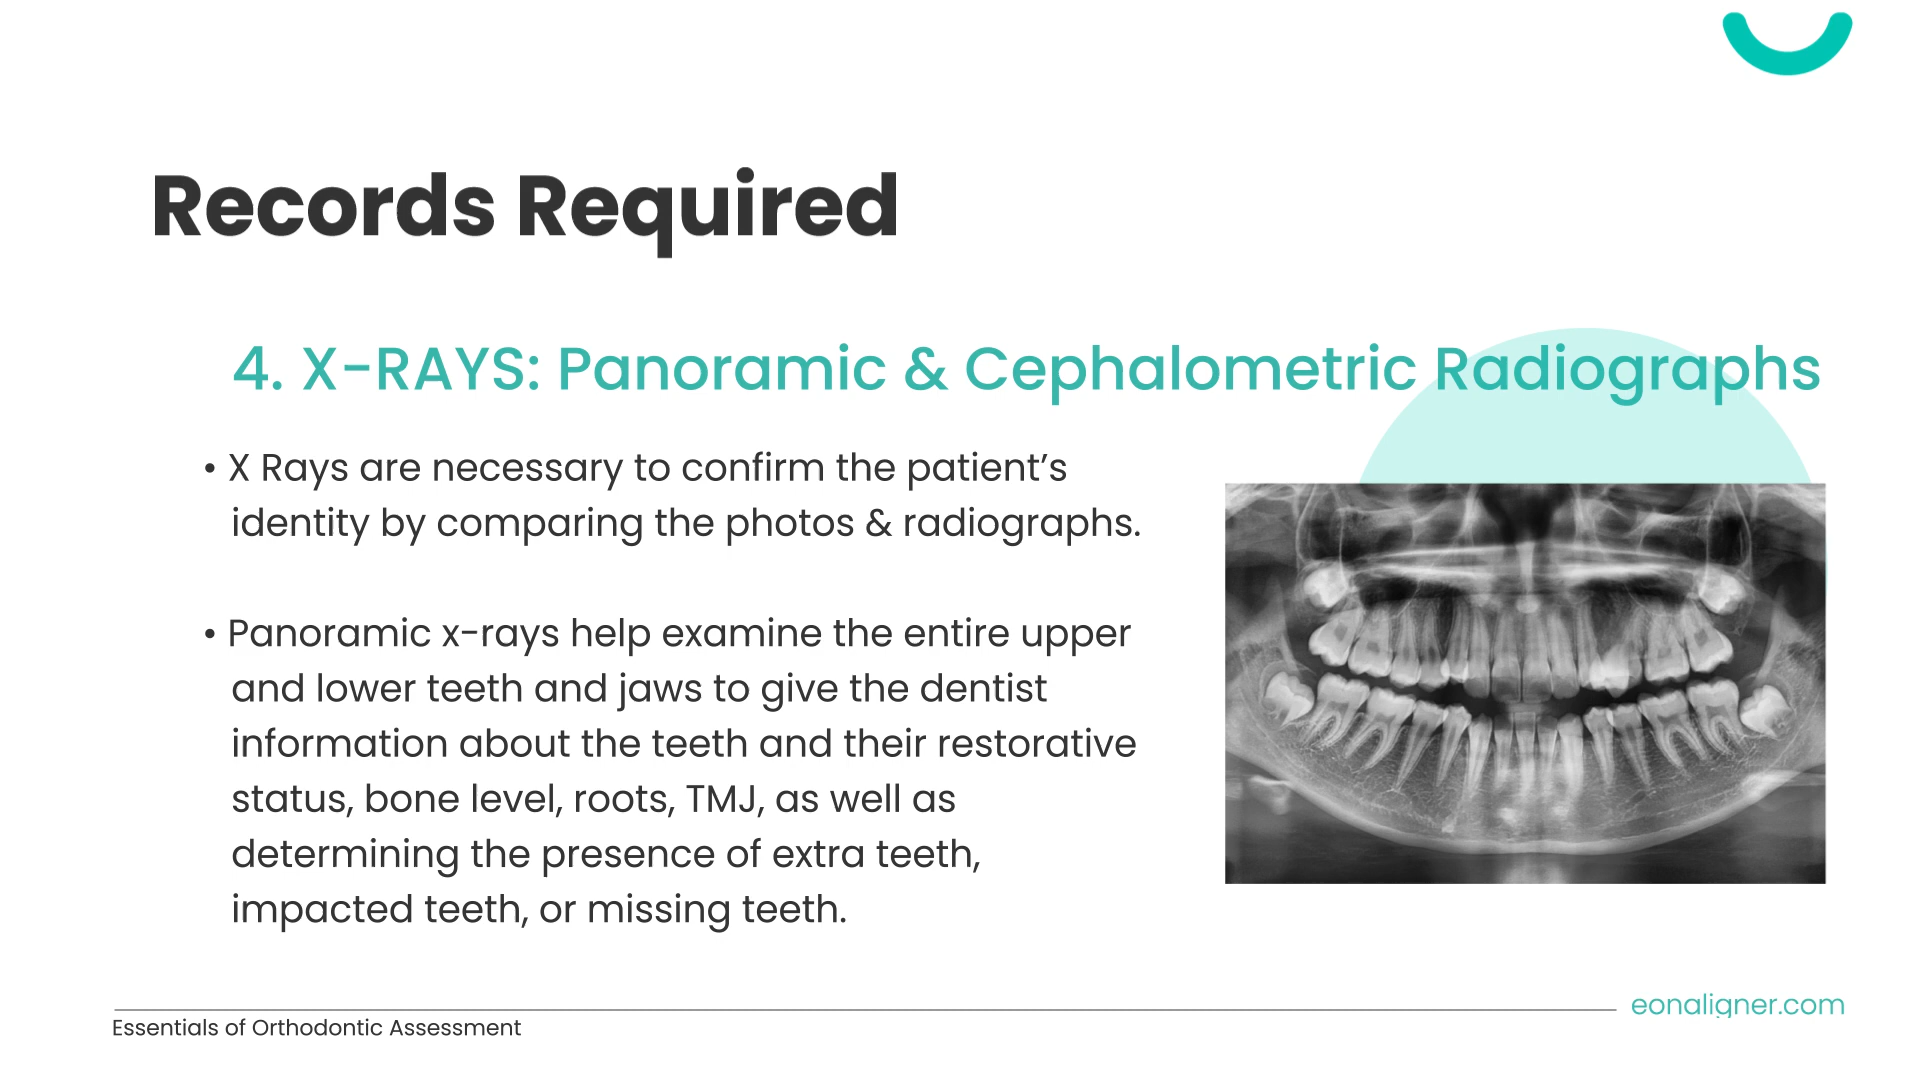 Records Required
4. X-RAYS: Panoramic & Cephalometric Radiographs
• X Rays are necessary to confirm the patient’s
identity by comparing the photos & radiographs.
• Panoramic x-rays help examine the entire upper
and lower teeth and jaws to give the dentist
information about the teeth and their restorative
status, bone level, roots, TMJ, as well as
determining the presence of extra teeth,
impacted teeth, or missing teeth.
eonaligner.com
Essentials of Orthodontic Assessment